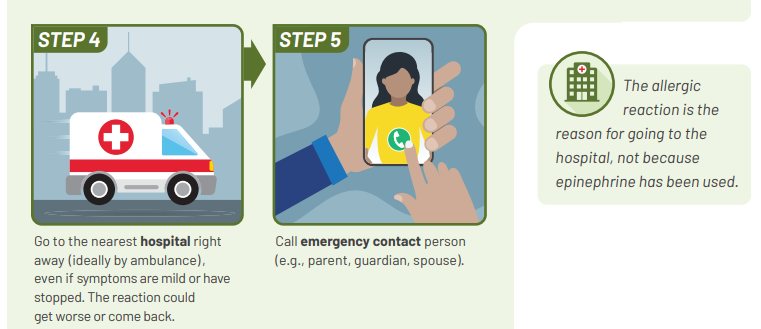 STEP 4
Go to the nearest hospital right
away (ideally by ambulance),
even if symptoms are mild or have
stopped. The reaction could
get worse or come back.
STEP 5
Call emergency contact person
(e.g., parent, guardian, spouse).
The allergic
reaction is the
reason for going to the
hospital, not because
epinephrine has been used.